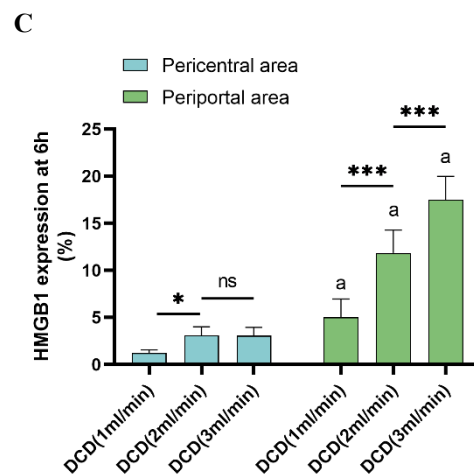 C
Pericentral area
Periportal area
HMGB1 expression at 6h
(%)
25
20
15
10
5
0
*
ns
a
***
a
***
a
DCD(1ml/min)
DCD(2ml/min)
DCD(3ml/min)
DCD(1ml/min)
DCD(2ml/min)
DCD(3ml/min)